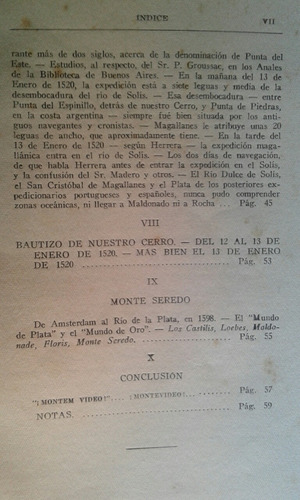 INDICE VII
rante más de dos siglos, acerca de la denominación de Punta del
Este. — Estudios, al respecto, del Sr. P. Groussac, en los Anales
de la Biblioteca de Buenos Aires. — En la mañana del 13 de
Enero de 1520, la expedición está a siete leguas y media de la
desembocadura del río de Solís. — Esa desembocadura — entre
Punta del Espinillo, detrás de nuestro Cerro, y Punta de Piedras,
en la costa argentina — siempre fué bien situada por los anti-
guos navegantes y cronistas. — Magallanes le atribuye unas 20
leguas de ancho, que aproximadamente tiene. — En la tarde del
13 de Enero de 1520 — según Herrera — la expedición maga-
llánica entra en el río de Solís. — Los dos días de navegación,
de que habla Herrera antes de entrar la expedición en el Solís,
y la confusión del Sr. Madero y otros. — El Río Dulce de Solís,
el San Cristóbal de Magallanes y el Plata de los posteriores ex-
pedicionarios portugueses y españoles, nunca pudo comprender
zonas oceánicas, ni llegar a Maldonado ni a Rocha ... Pág. 45
VIII
BAUTIZO DE NUESTRO CERRO. — DEL 12 AL 13 DE
ENERO DE 1520. — MAS BIEN EL 13 DE ENERO
DE 1520 ........ Pág. 53
IX
MONTE SEREDO
De Amsterdam al Río de la Plata, en 1598. — El "Mundo
de Plata" y el "Mundo de Oro". — Los Castilis, Loebes, Maldo-
nade, Floris, Monte Seredo. ........ Pág. 55
X
CONCLUSIÓN
"¡MONTEM VIDEO!"... ¡MONTEVIDEO!... Pág. 57
NOTAS. ........ Pág. 59